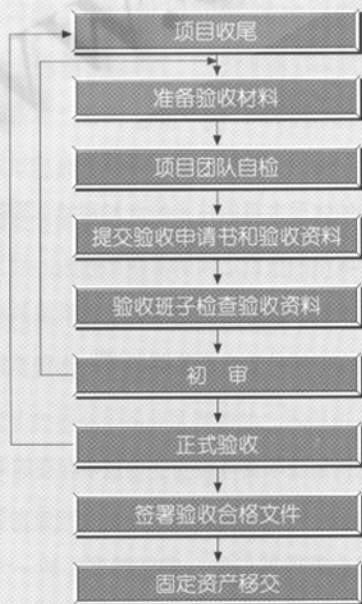 项目收尾
准备验收材料
项目团队自检
提交验收申请书和验收资料
验收班子检查验收资料
初 审
正式验收
签署验收合格文件
固定资产移交